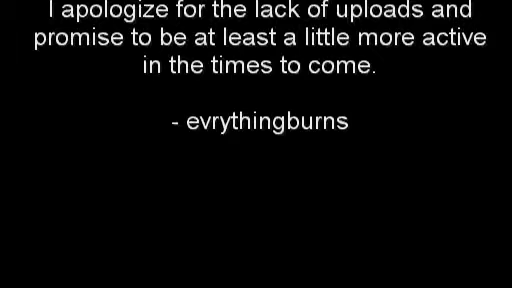 I apologize for the lack of uploads and
promise to be at least a little more active
in the times to come.
- evrythingburns